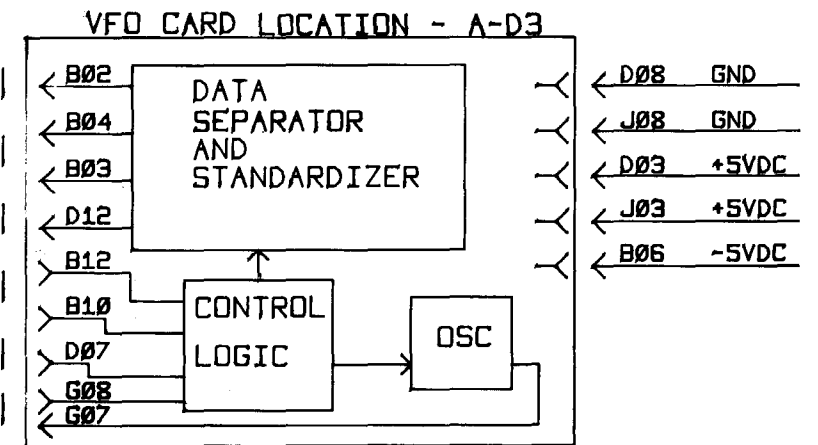 VFO CARD LOCATION - A-D3
B02
B04
B03
D12
B12
B10
D07
G08
G07
DATA
SEPARATOR
AND
STANDARDIZER
CONTROL
LOGIC
OSC
D08 GND
J08 GND
D03 +5VDC
J03 +5VDC
B06 -5VDC